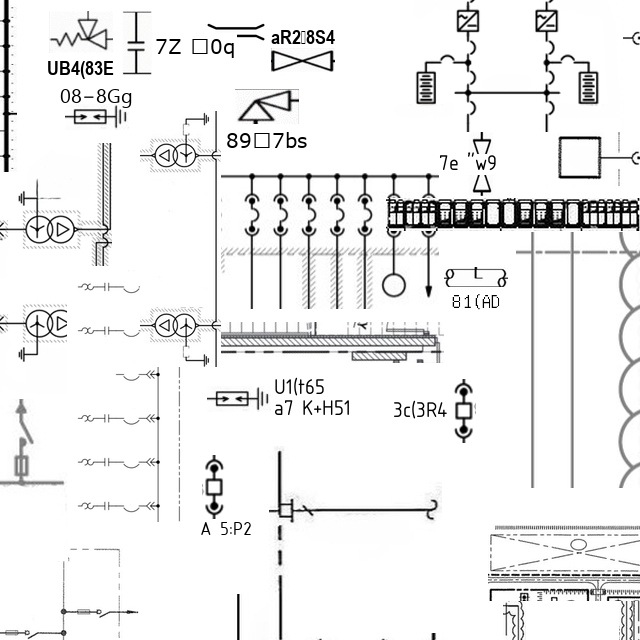 UB4(83E
7Z □0q
aR2▯8S4
08-8Gg
89□7bs
7e "w9
81(AD
U1(t65
a7 K+H51
3c(3R4
A 5:P2